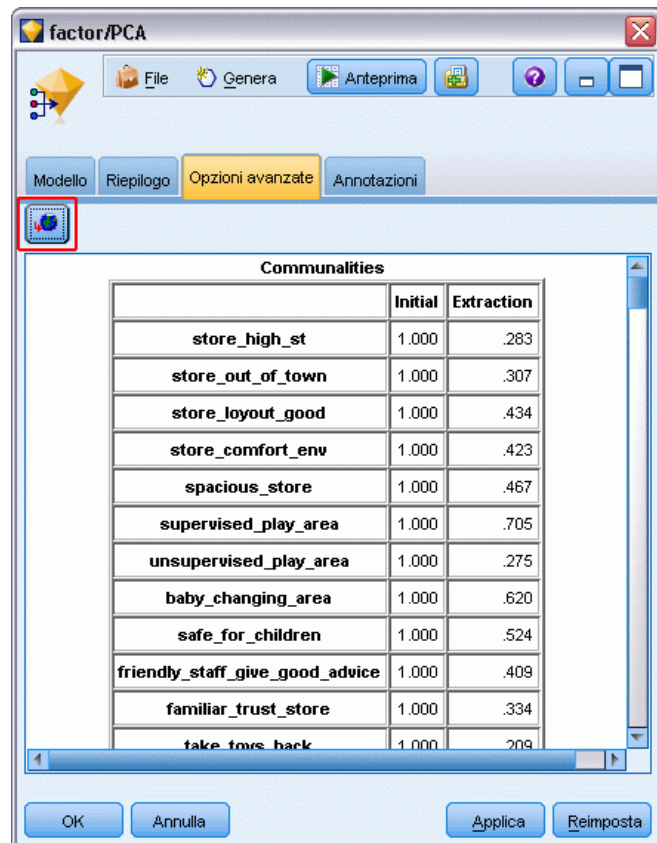 factor/PCA
File Genera Anteprima
Modello Riepilogo Opzioni avanzate Annotazioni
Communalities
Initial Extraction
store_high_st 1.000 .283
store_out_of_town 1.000 .307
store_loyout_good 1.000 .434
store_comfort_env 1.000 .423
spacious_store 1.000 .467
supervised_play_area 1.000 .705
unsupervised_play_area 1.000 .275
baby_changing_area 1.000 .620
safe_for_children 1.000 .524
friendly_staff_give_good_advice 1.000 .409
familiar_trust_store 1.000 .334
take_toys_back 1.000 .209
OK Annulla Applica Reimposta